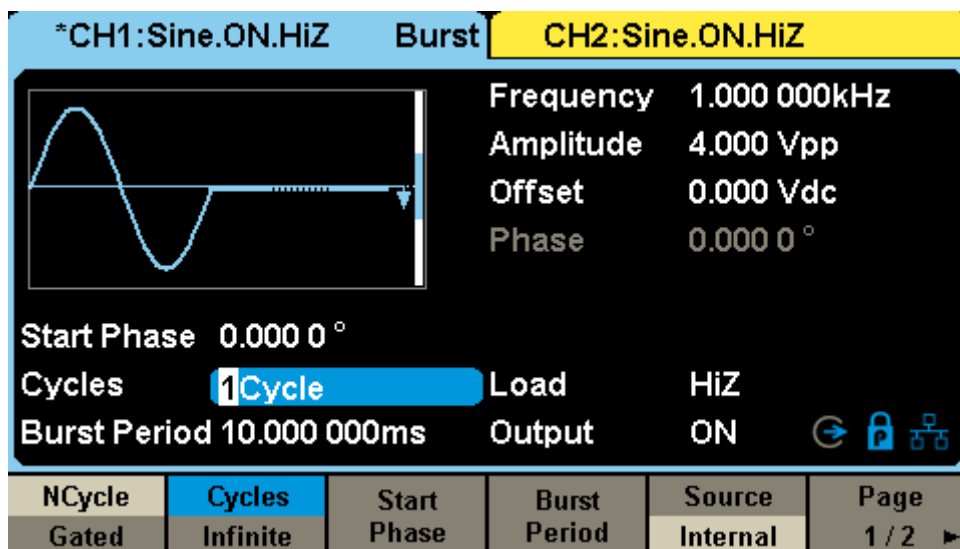 *CH1:Sine.ON.HiZ Burst CH2:Sine.ON.HiZ
Frequency 1.000 000kHz
Amplitude 4.000 Vpp
Offset 0.000 Vdc
Phase 0.000 0 °
Start Phase 0.000 0 °
Cycles 1Cycle Load HiZ
Burst Period 10.000 000ms Output ON
NCycle Cycles Start Burst Source Page
Gated Infinite Phase Period Internal 1 / 2 ►